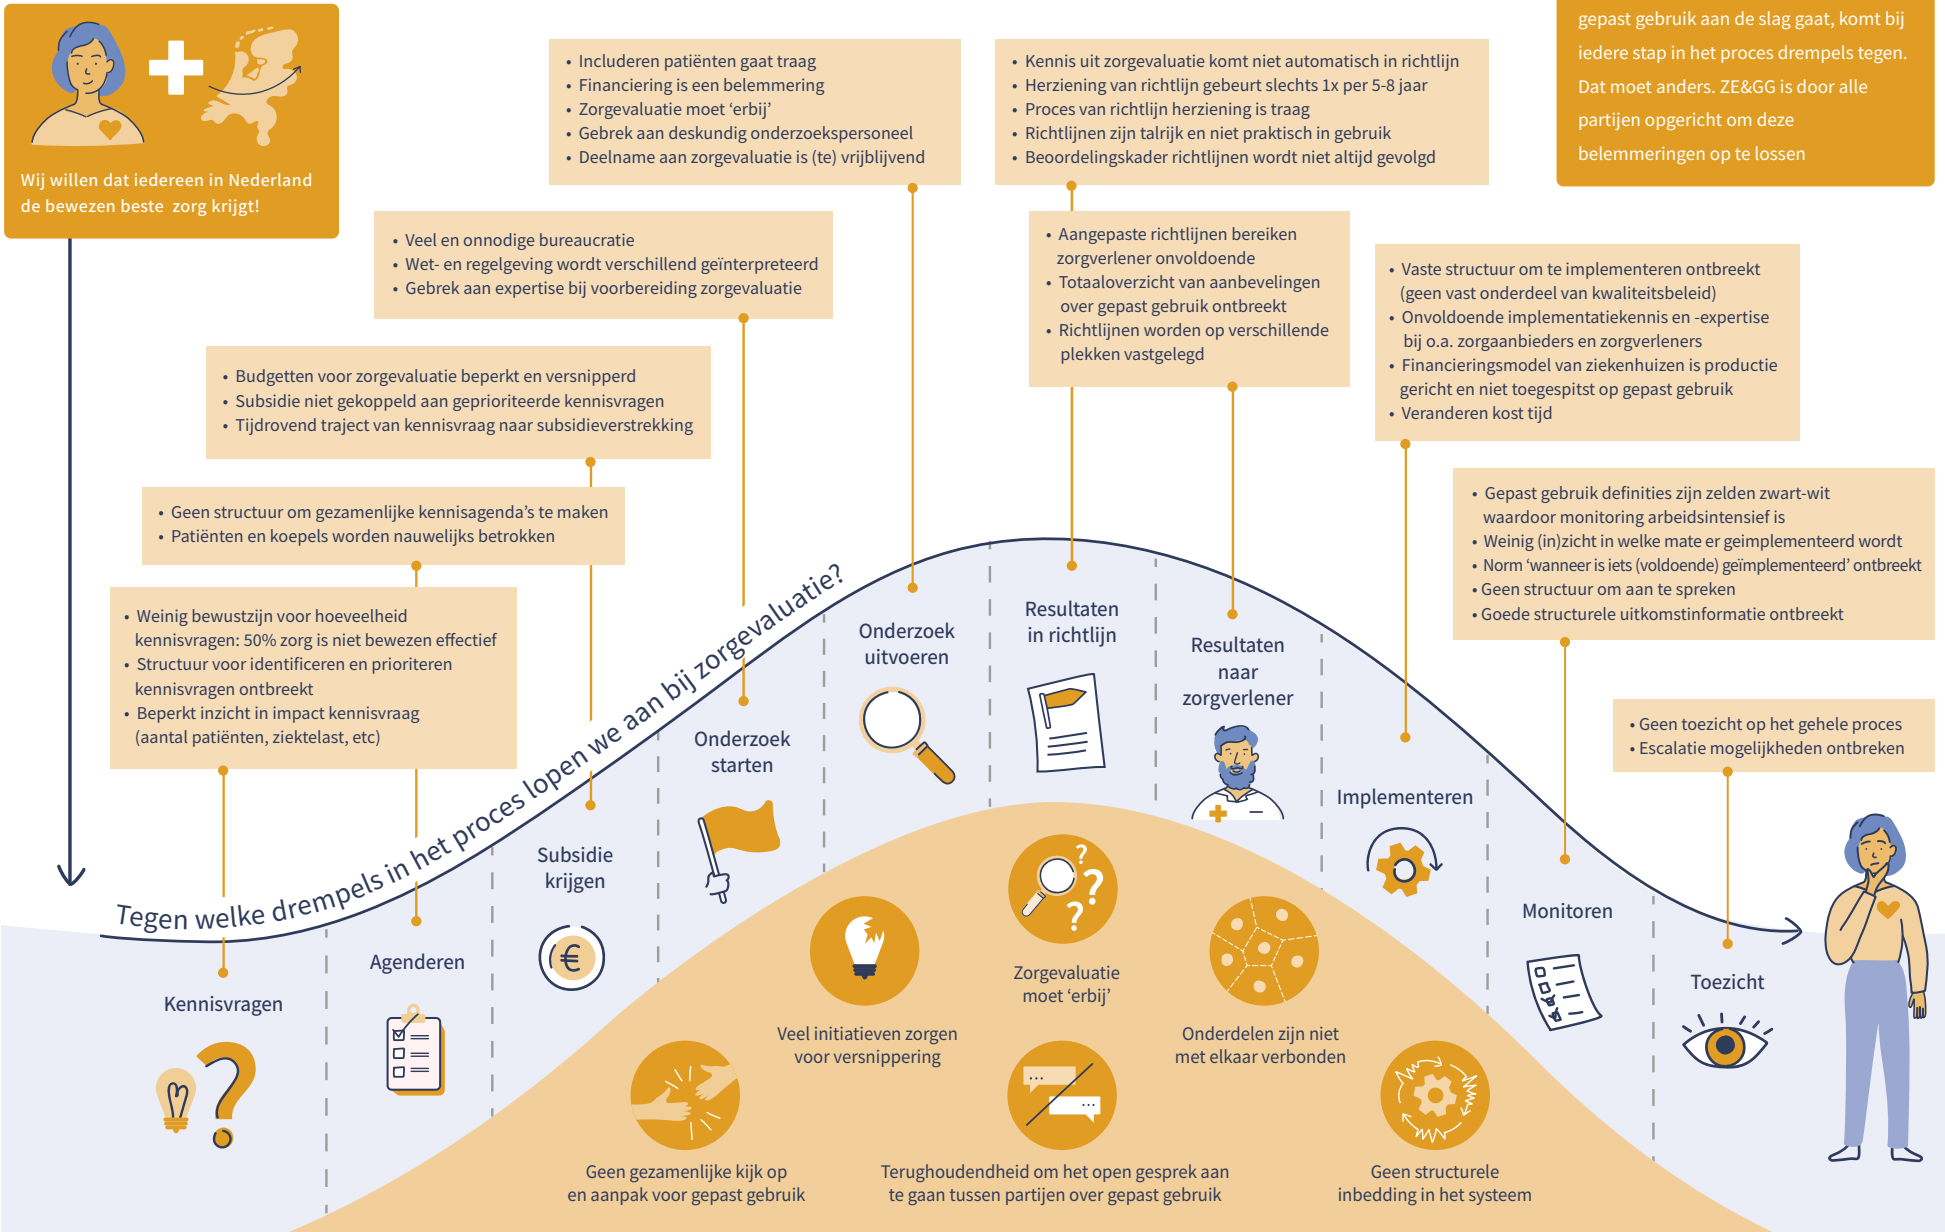 Wij willen dat iedereen in Nederland
de bewezen beste zorg krijgt!
gepast gebruik aan de slag gaat, komt bij
iedere stap in het proces drempels tegen.
Dat moet anders. ZE&GG is door alle
partijen opgericht om deze
belemmeringen op te lossen
Tegen welke drempels in het proces lopen we aan bij zorgevaluatie?
• Weinig bewustzijn voor hoeveelheid
kennisvragen: 50% zorg is niet bewezen effectief
• Structuur voor identificeren en prioriteren
kennisvragen ontbreekt
• Beperkt inzicht in impact kennisvraag
(aantal patiënten, ziektelast, etc)
Kennisvragen
• Geen structuur om gezamenlijke kennisagenda's te maken
• Patiënten en koepels worden nauwelijks betrokken
Agenderen
• Budgetten voor zorgevaluatie beperkt en versnipperd
• Subsidie niet gekoppeld aan geprioriteerde kennisvragen
• Tijdrovend traject van kennisvraag naar subsidieverstrekking
Subsidie
krijgen
€
• Veel en onnodige bureaucratie
• Wet- en regelgeving wordt verschillend geïnterpreteerd
• Gebrek aan expertise bij voorbereiding zorgevaluatie
Onderzoek
starten
• Includeren patiënten gaat traag
• Financiering is een belemmering
• Zorgevaluatie moet ‘erbij’
• Gebrek aan deskundig onderzoekspersoneel
• Deelname aan zorgevaluatie is (te) vrijblijvend
Onderzoek
uitvoeren
• Kennis uit zorgevaluatie komt niet automatisch in richtlijn
• Herziening van richtlijn gebeurt slechts 1x per 5-8 jaar
• Proces van richtlijn herziening is traag
• Richtlijnen zijn talrijk en niet praktisch in gebruik
• Beoordelingskader richtlijnen wordt niet altijd gevolgd
Resultaten
in richtlijn
• Aangepaste richtlijnen bereiken
zorgverlener onvoldoende
• Totaaloverzicht van aanbevelingen
over gepast gebruik ontbreekt
• Richtlijnen worden op verschillende
plekken vastgelegd
Resultaten
naar
zorgverlener
• Vaste structuur om te implementeren ontbreekt
(geen vast onderdeel van kwaliteitsbeleid)
• Onvoldoende implementatiekennis en -expertise
bij o.a. zorgaanbieders en zorgverleners
• Financieringsmodel van ziekenhuizen is productie
gericht en niet toegespitst op gepast gebruik
• Veranderen kost tijd
Implementeren
• Gepast gebruik definities zijn zelden zwart-wit
waardoor monitoring arbeidsintensief is
• Weinig (in)zicht in welke mate er geimplementeerd wordt
• Norm ‘wanneer is iets (voldoende) geïmplementeerd’ ontbreekt
• Geen structuur om aan te spreken
• Goede structurele uitkomstinformatie ontbreekt
Monitoren
• Geen toezicht op het gehele proces
• Escalatie mogelijkheden ontbreken
Toezicht
? ? ?
Zorgevaluatie
moet ‘erbij’
Veel initiatieven zorgen
voor versnippering
Onderdelen zijn niet
met elkaar verbonden
Geen gezamenlijke kijk op
en aanpak voor gepast gebruik
Terughoudendheid om het open gesprek aan
te gaan tussen partijen over gepast gebruik
Geen structurele
inbedding in het systeem